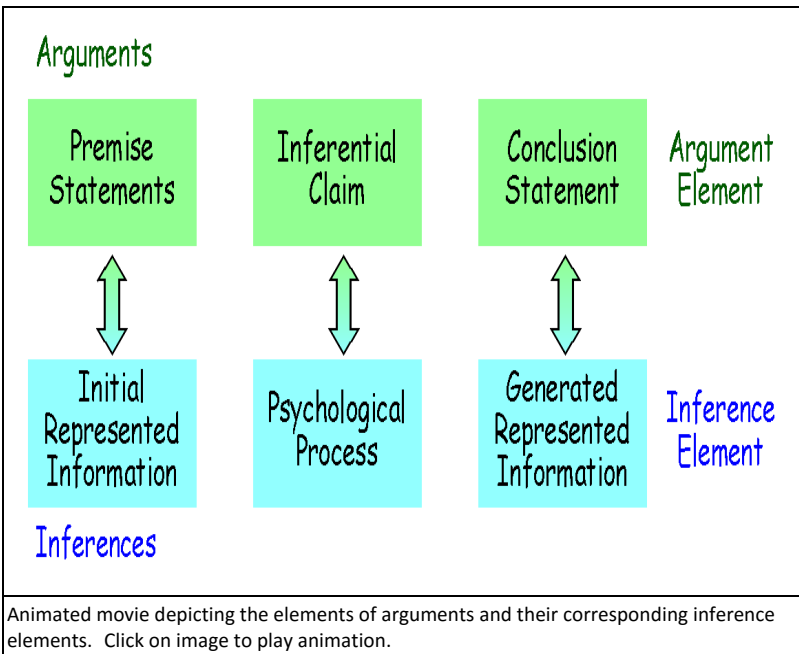 Arguments
Premise
Statements
Inferential
Claim
Conclusion
Statement
Argument
Element
Initial
Represented
Information
Psychological
Process
Generated
Represented
Information
Inference
Element
Inferences
Animated movie depicting the elements of arguments and their corresponding inference
elements. Click on image to play animation.